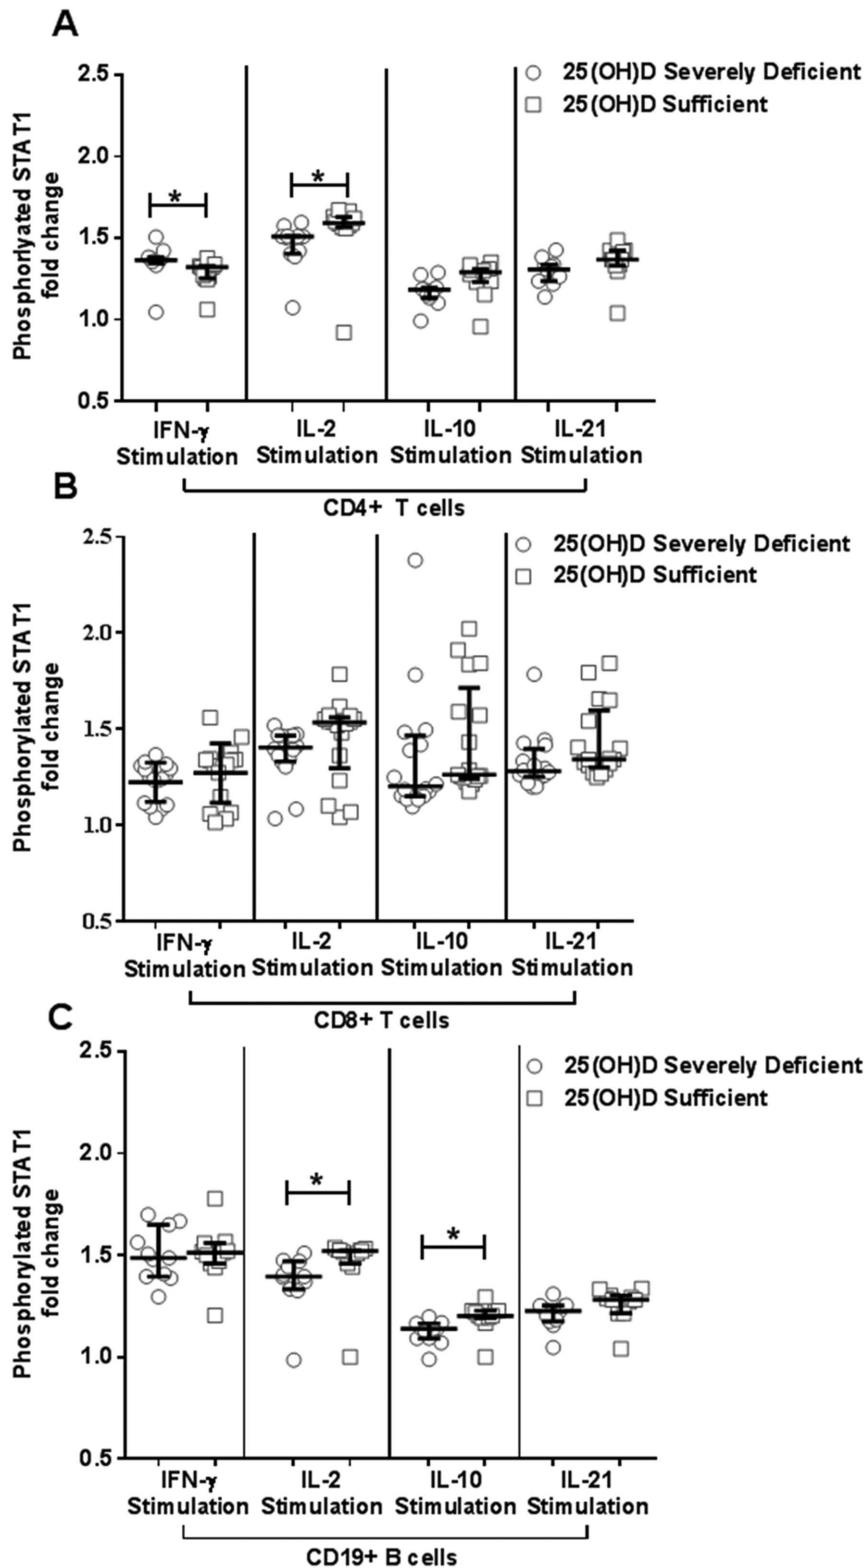 A
25(OH)D Severely Deficient
25(OH)D Sufficient
Phosphorlyated STAT1
fold change
2.5
2.0
1.5
1.0
0.5
*
*
IFN-γ
Stimulation
IL-2
Stimulation
IL-10
Stimulation
IL-21
Stimulation
CD4+ T cells
B
25(OH)D Severely Deficient
25(OH)D Sufficient
Phosphorylated STAT1
fold change
2.5
2.0
1.5
1.0
0.5
IFN-γ
Stimulation
IL-2
Stimulation
IL-10
Stimulation
IL-21
Stimulation
CD8+ T cells
C
25(OH)D Severely Deficient
25(OH)D Sufficient
Phosphorylated STAT1
fold change
2.5
2.0
1.5
1.0
0.5
*
*
IFN-γ
Stimulation
IL-2
Stimulation
IL-10
Stimulation
IL-21
Stimulation
CD19+ B cells